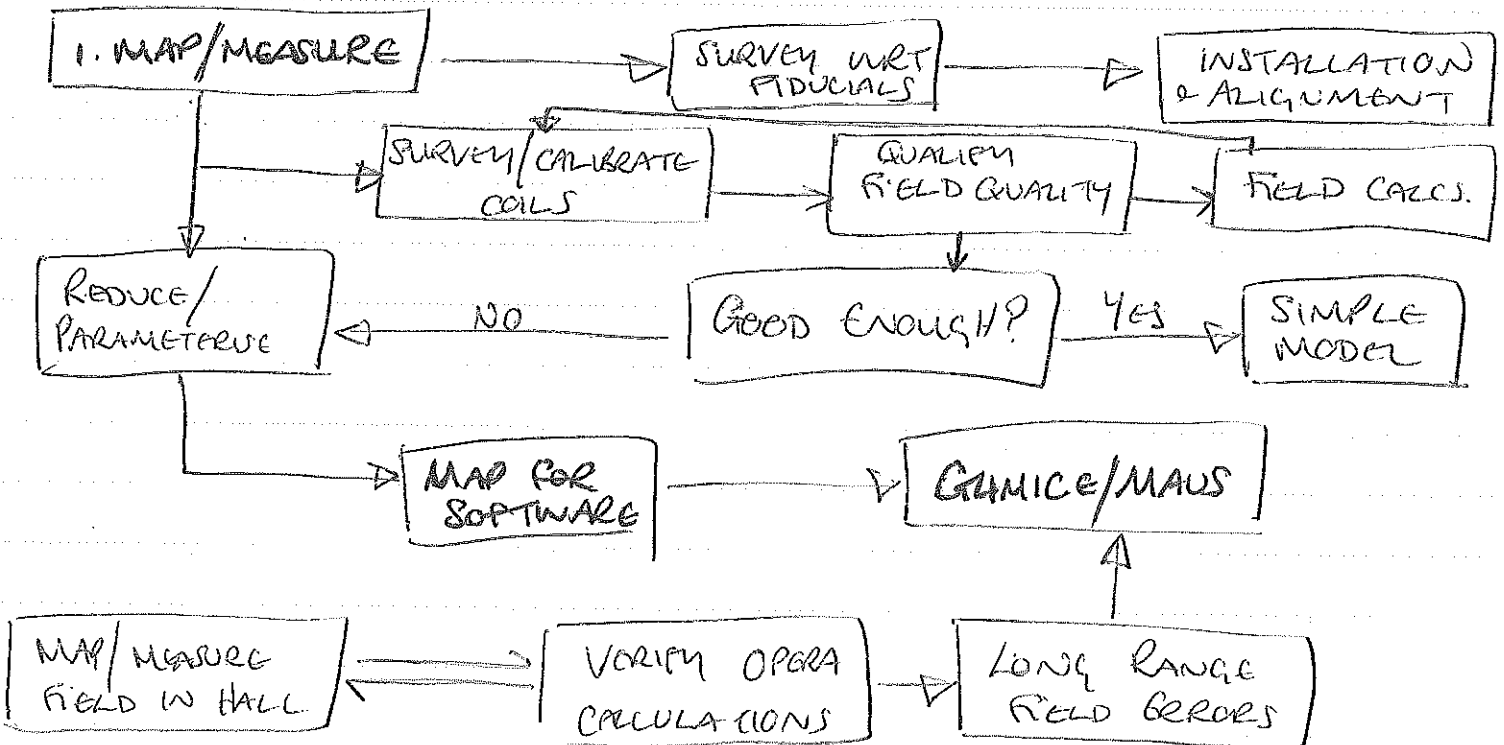 1. MAP/MEASURE
SURVEY WRT
FIDUCIALS
INSTALLATION
& ALIGNMENT
SURVEY/CALIBRATE
COILS
QUALIFY
FIELD QUALITY
FIELD CALCS.
REDUCE/
PARAMETERISE
NO
GOOD ENOUGH?
YES
SIMPLE
MODEL
MAP FOR
SOFTWARE
G4MICE/MAUS
MAP/MEASURE
FIELD IN HALL
VERIFY OPERA
CALCULATIONS
LONG RANGE
FIELD ERRORS